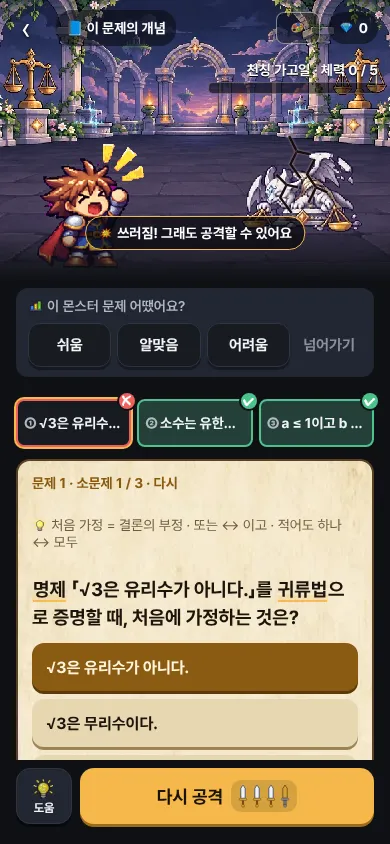 이 문제의 개념
0
천칭 가고일 · 체력 0 / 5
쓰러짐! 그래도 공격할 수 있어요
이 몬스터 문제 어땠어요?
쉬움
알맞음
어려움
넘어가기
① √3은 유리수...
② 소수는 유한...
③ a ≤ 1이고 b ...
문제 1 · 소문제 1 / 3 · 다시
처음 가정 = 결론의 부정 · 또는 ↔ 이고 · 적어도 하나
↔ 모두
명제 「√3은 유리수가 아니다.」를 귀류법으
로 증명할 때, 처음에 가정하는 것은?
√3은 유리수가 아니다.
√3은 무리수이다.
도움
다시 공격